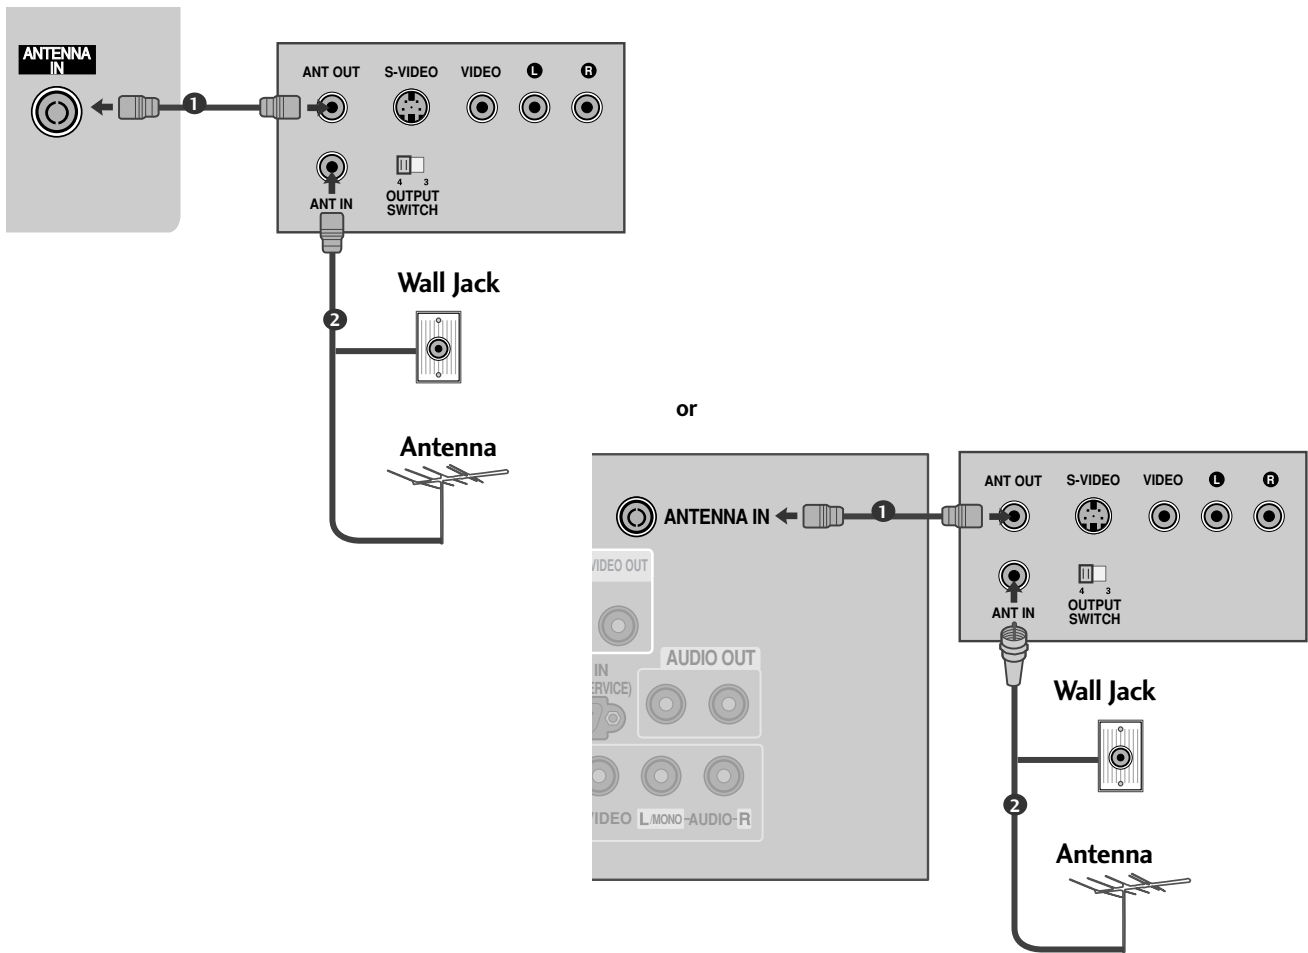 ANTENNA
IN
ANT OUT S-VIDEO VIDEO L R
1
4 3
ANT IN
OUTPUT
SWITCH
Wall Jack
2
Antenna
or
ANT OUT S-VIDEO VIDEO L R
ANTENNA IN
1
VIDEO OUT
4 3
ANT IN
OUTPUT
SWITCH
AUDIO OUT
IN
ERVICE)
Wall Jack
2
IDEO L/MONO-AUDIO-R
Antenna